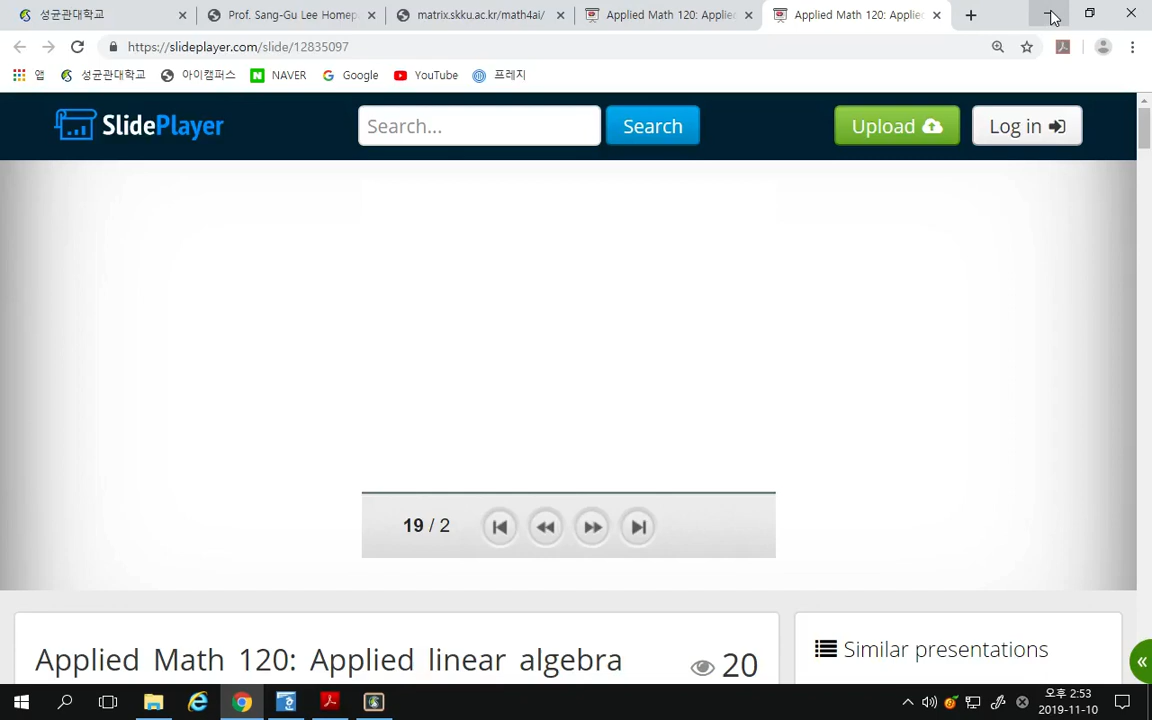 성균관대학교
Prof. Sang-Gu Lee Homep
matrix.skku.ac.kr/math4ai/
Applied Math 120: Applie
Applied Math 120: Applie
https://slideplayer.com/slide/12835097
앱
성균관대학교
아이캠퍼스
NAVER
Google
YouTube
프레지
SlidePlayer
Search...
Search
Upload
Log in
19 / 2
Applied Math 120: Applied linear algebra
20
Similar presentations
오후 2:53
2019-11-10